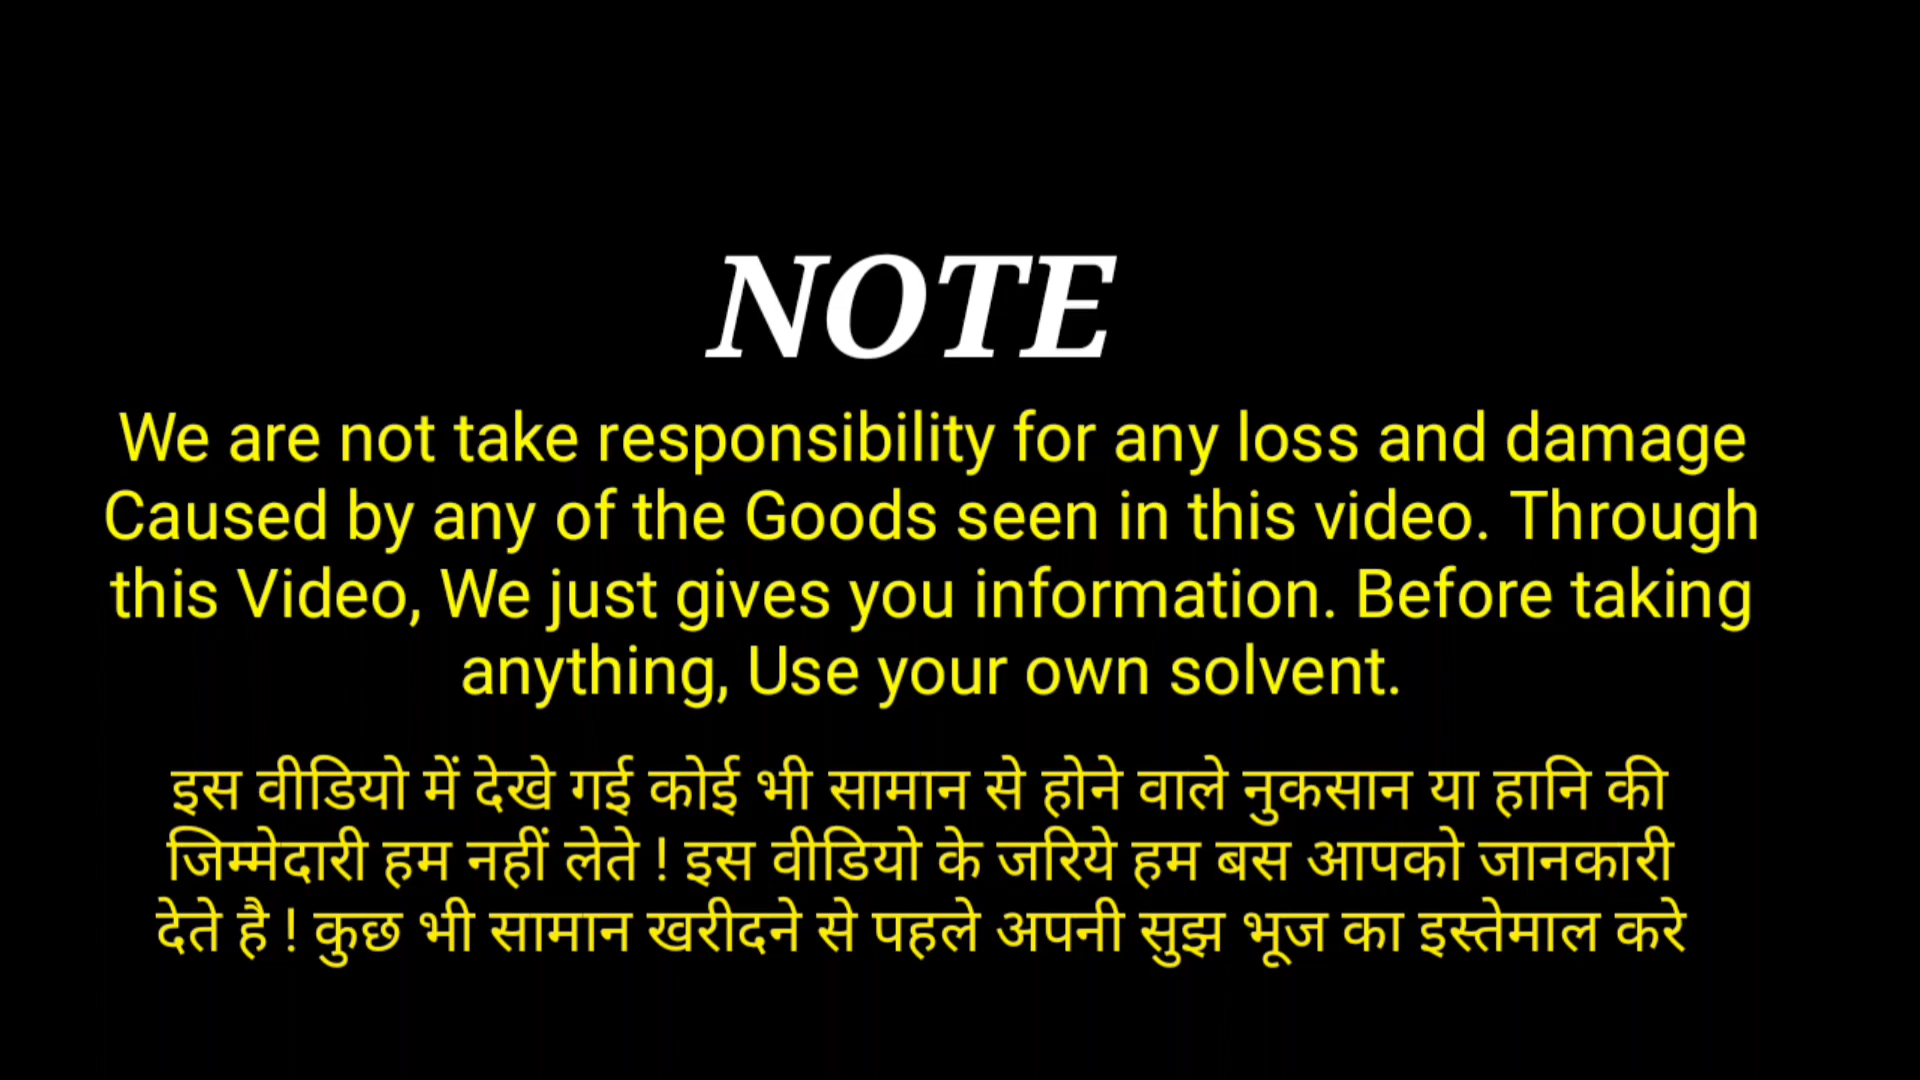 NOTE
We are not take responsibility for any loss and damage
Caused by any of the Goods seen in this video. Through
this Video, We just gives you information. Before taking
anything, Use your own solvent.
इस वीडियो में देखे गई कोई भी सामान से होने वाले नुकसान या हानि की
जिम्मेदारी हम नहीं लेते ! इस वीडियो के जरिये हम बस आपको जानकारी
देते है ! कुछ भी सामान खरीदने से पहले अपनी सुझ भूज का इस्तेमाल करे